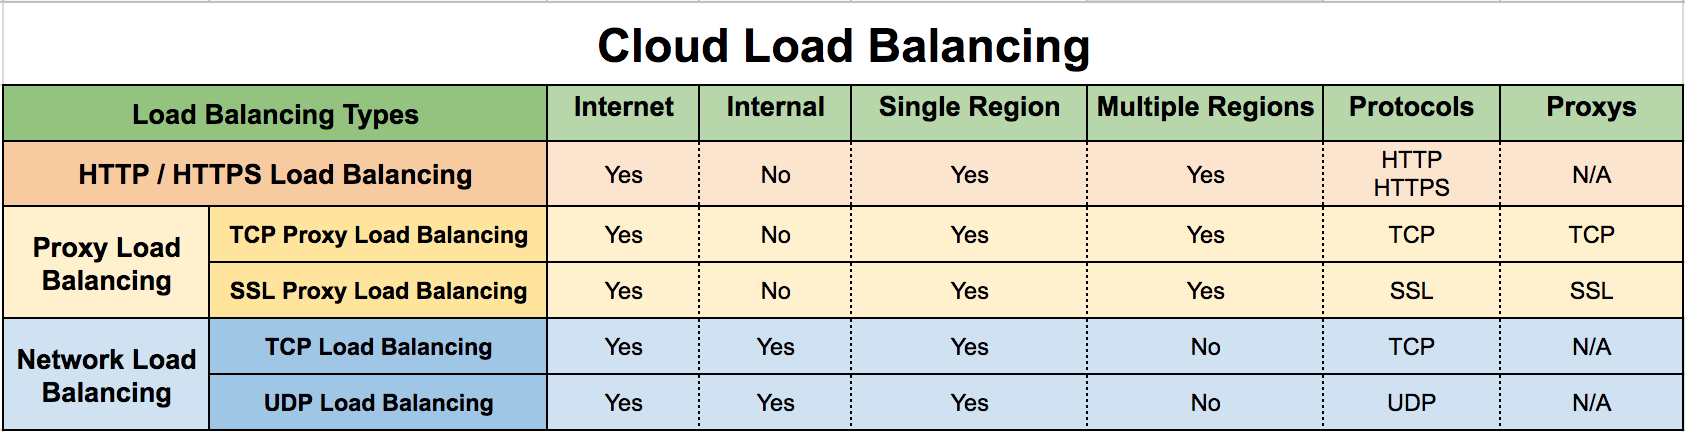 Cloud Load Balancing
Load Balancing Types Internet Internal Single Region Multiple Regions Protocols Proxys
HTTP / HTTPS Load Balancing Yes No Yes Yes HTTP HTTPS N/A
Proxy Load Balancing
TCP Proxy Load Balancing Yes No Yes Yes TCP TCP
SSL Proxy Load Balancing Yes No Yes Yes SSL SSL
Network Load Balancing
TCP Load Balancing Yes Yes Yes No TCP N/A
UDP Load Balancing Yes Yes Yes No UDP N/A